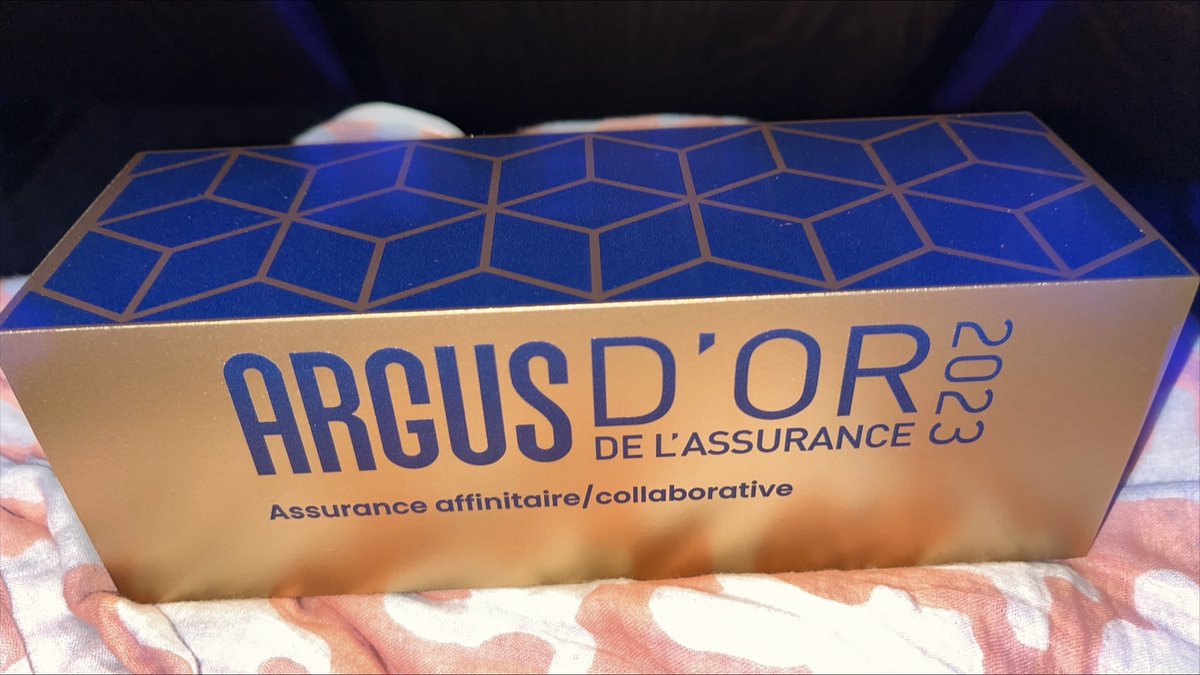 ARGUS D'OR 2023
DE L'ASSURANCE
Assurance affinitaire/collaborative